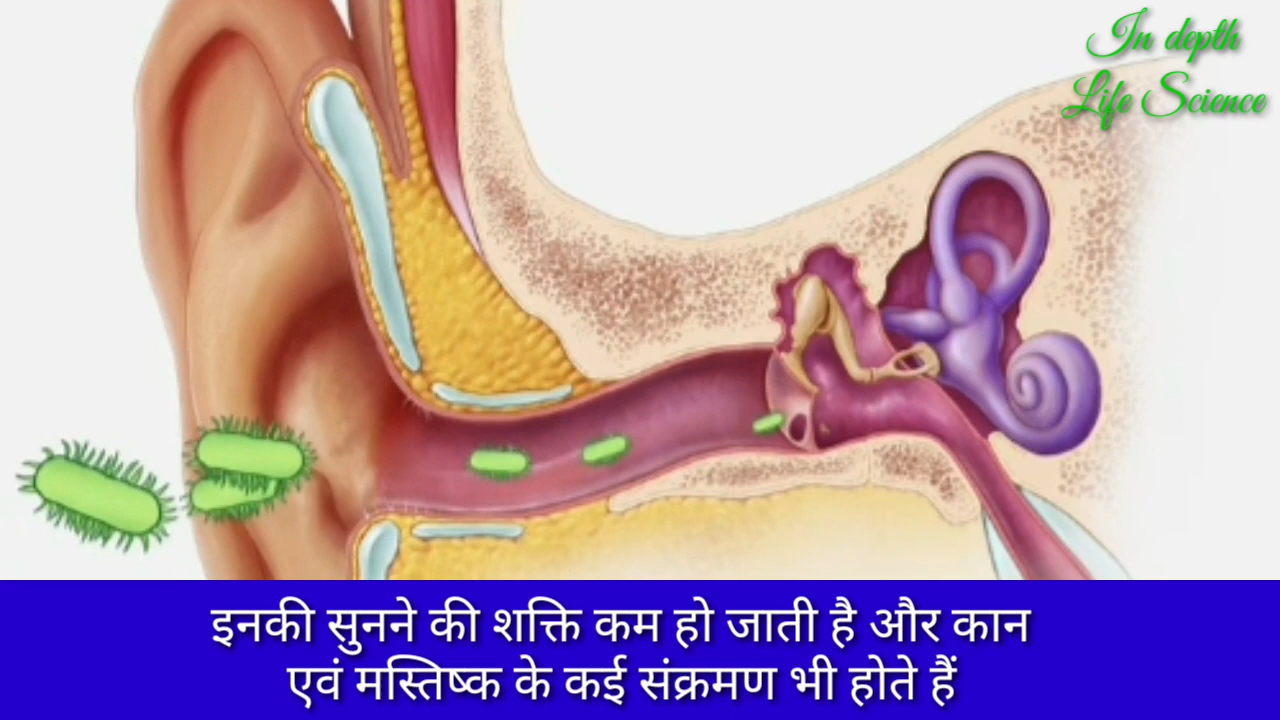 In depth
Life Science
इनकी सुनने की शक्ति कम हो जाती है और कान
एवं मस्तिष्क के कई संक्रमण भी होते हैं